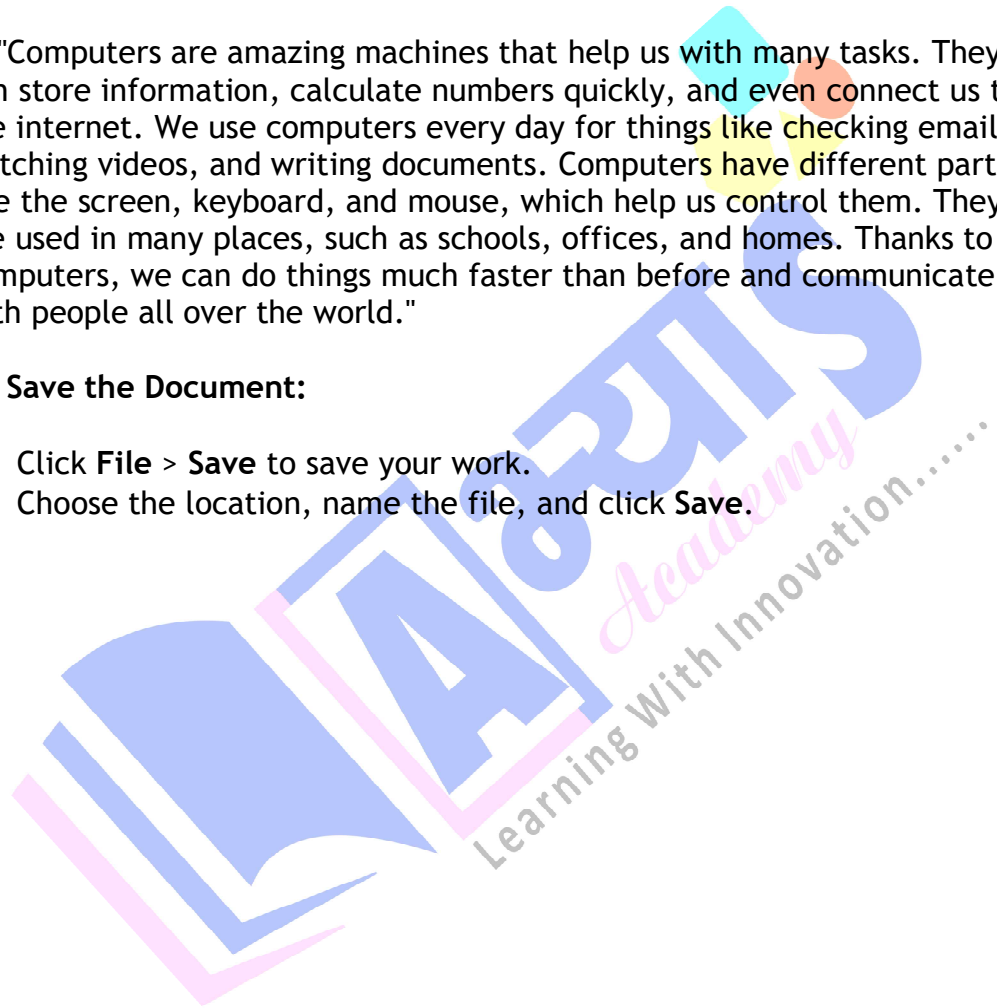 "Computers are amazing machines that help us with many tasks. They
n store information, calculate numbers quickly, and even connect us t
e internet. We use computers every day for things like checking email
tching videos, and writing documents. Computers have different part
e the screen, keyboard, and mouse, which help us control them. They
e used in many places, such as schools, offices, and homes. Thanks to
mputers, we can do things much faster than before and communicate
th people all over the world."
Save the Document:
Click File > Save to save your work.
Choose the location, name the file, and click Save.
Aभ्यास
Academy
Learning With Innovation......